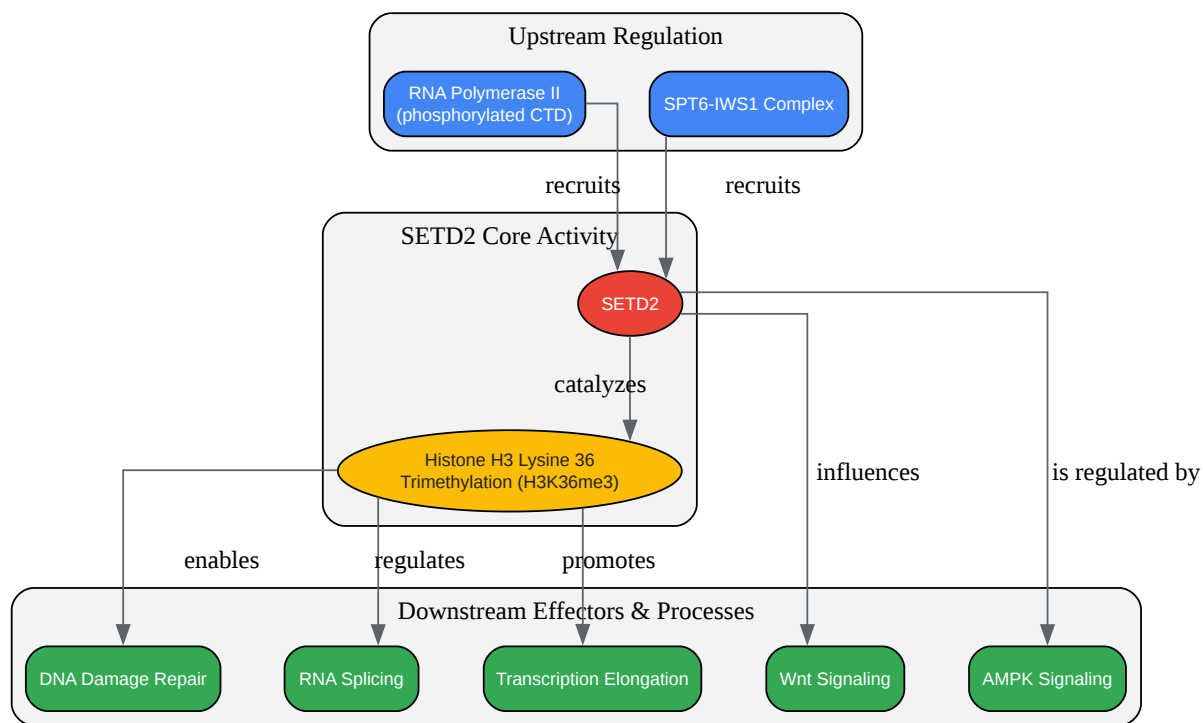 Upstream Regulation
RNA Polymerase II
(phosphorylated CTD)
SPT6-IWS1 Complex
recruits
recruits
SETD2 Core Activity
SETD2
catalyzes
Histone H3 Lysine 36
Trimethylation (H3K36me3)
influences
is regulated by
enables
regulates
promotes
Downstream Effectors & Processes
DNA Damage Repair
RNA Splicing
Transcription Elongation
Wnt Signaling
AMPK Signaling